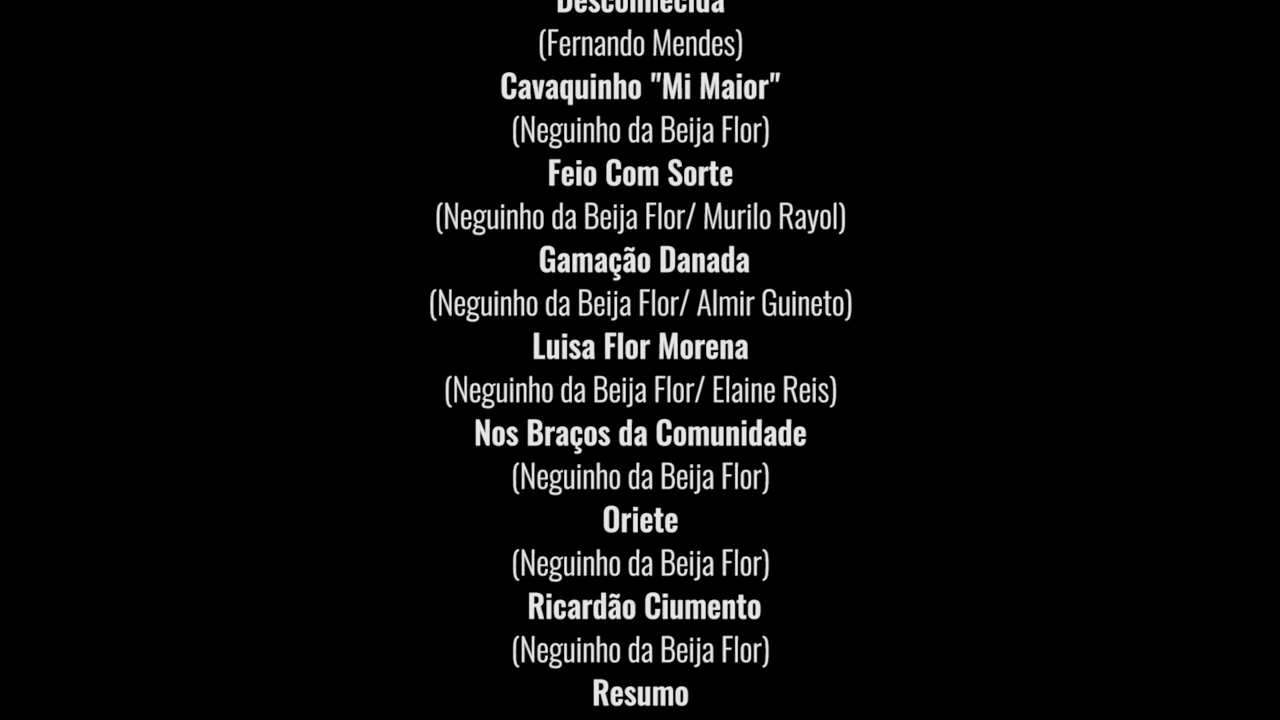 Desconhecida
(Fernando Mendes)
Cavaquinho "Mi Maior"
(Neguinho da Beija Flor)
Feio Com Sorte
(Neguinho da Beija Flor/ Murilo Rayol)
Gamação Danada
(Neguinho da Beija Flor/ Almir Guineto)
Luisa Flor Morena
(Neguinho da Beija Flor/ Elaine Reis)
Nos Braços da Comunidade
(Neguinho da Beija Flor)
Oriete
(Neguinho da Beija Flor)
Ricardão Ciumento
(Neguinho da Beija Flor)
Resumo